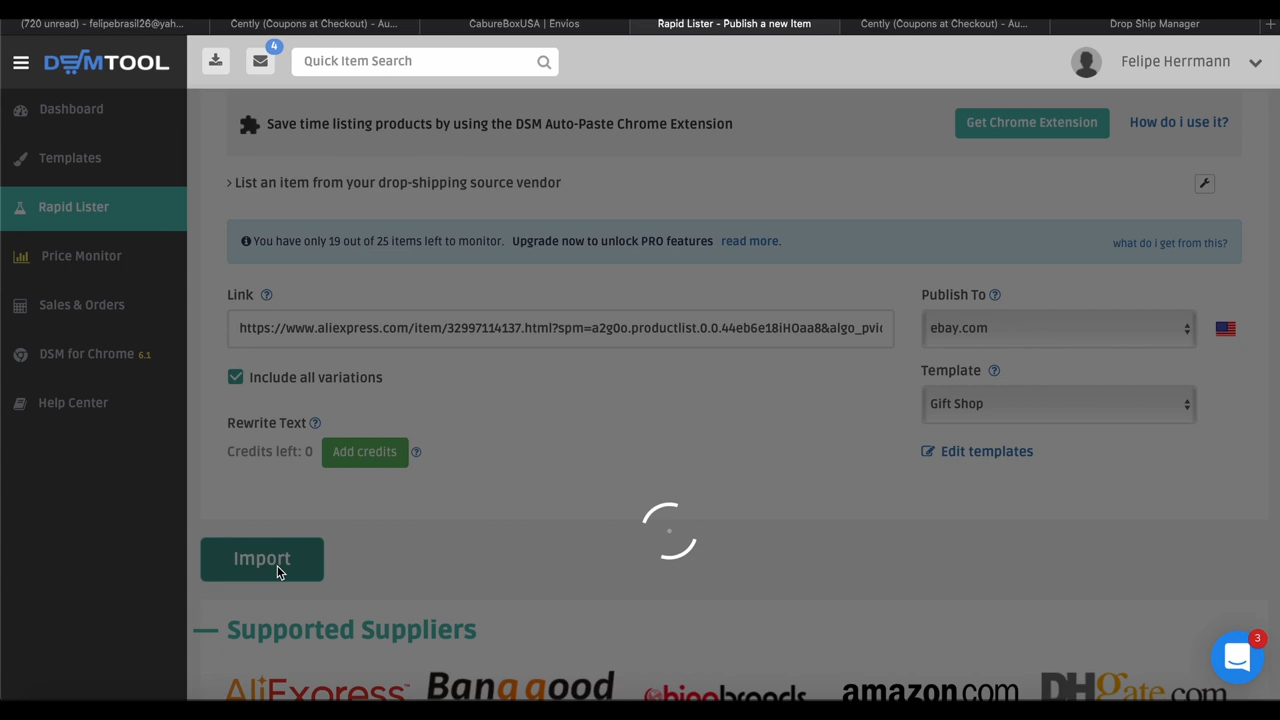 (720 unread) - felipebrasil26@yah...
Cently (Coupons at Checkout) - Au...
CabureBoxUSA | Envios
Rapid Lister - Publish a new Item
Cently (Coupons at Checkout) - Au...
Drop Ship Manager
DSMTOOL
4
Quick Item Search
Felipe Herrmann
Dashboard
Templates
Rapid Lister
Price Monitor
Sales & Orders
DSM for Chrome 6.1
Help Center
Save time listing products by using the DSM Auto-Paste Chrome Extension
Get Chrome Extension
How do i use it?
> List an item from your drop-shipping source vendor
You have only 19 out of 25 items left to monitor. Upgrade now to unlock PRO features read more.
what do i get from this?
Link
https://www.aliexpress.com/item/32997114137.html?spm=a2g0o.productlist.0.0.44eb6e18iHOaa8&algo_pvi
Include all variations
Rewrite Text
Credits left: 0 Add credits
Publish To
ebay.com
Template
Gift Shop
Edit templates
Import
Supported Suppliers
3
AliExpress™
Banggood
chinabrands
amazon.com
DHgate.com